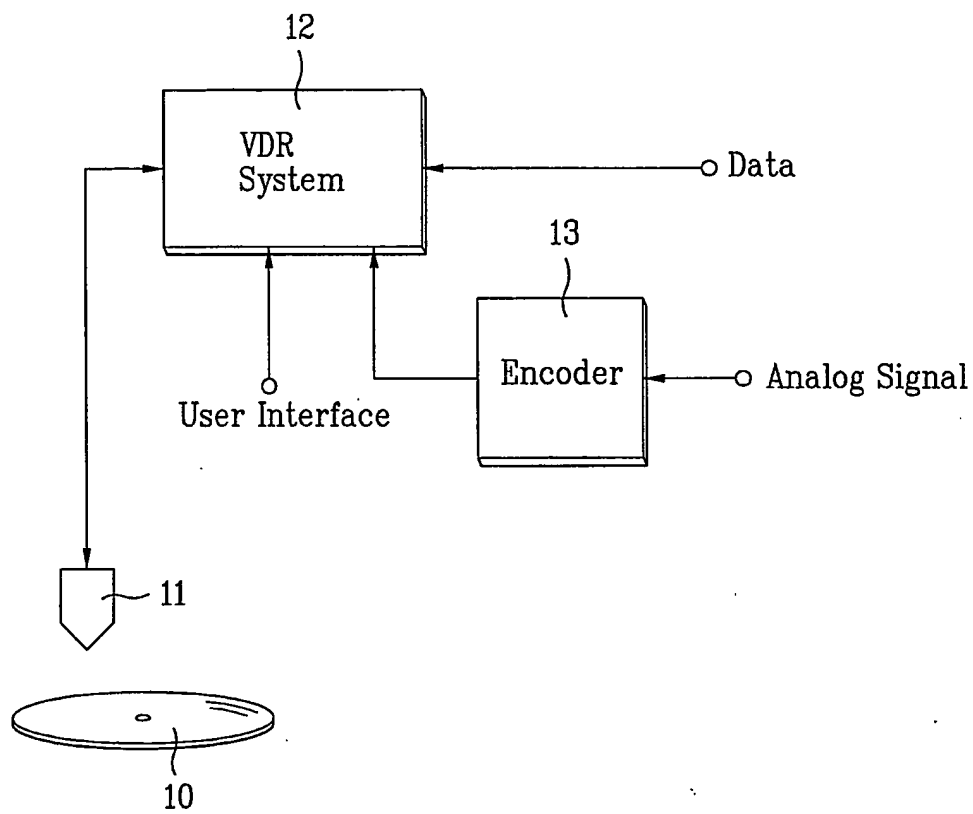 12
VDR
System
Data
13
Encoder
Analog Signal
User Interface
11
10